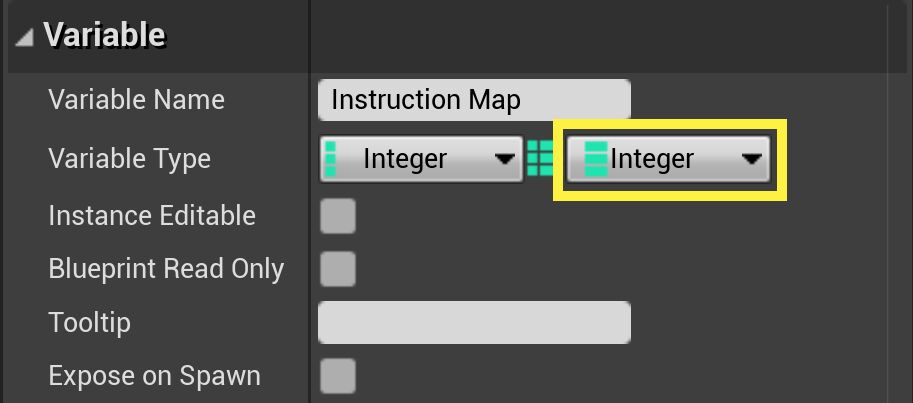 Variable
Variable Name Instruction Map
Variable Type Integer Integer
Instance Editable
Blueprint Read Only
Tooltip
Expose on Spawn